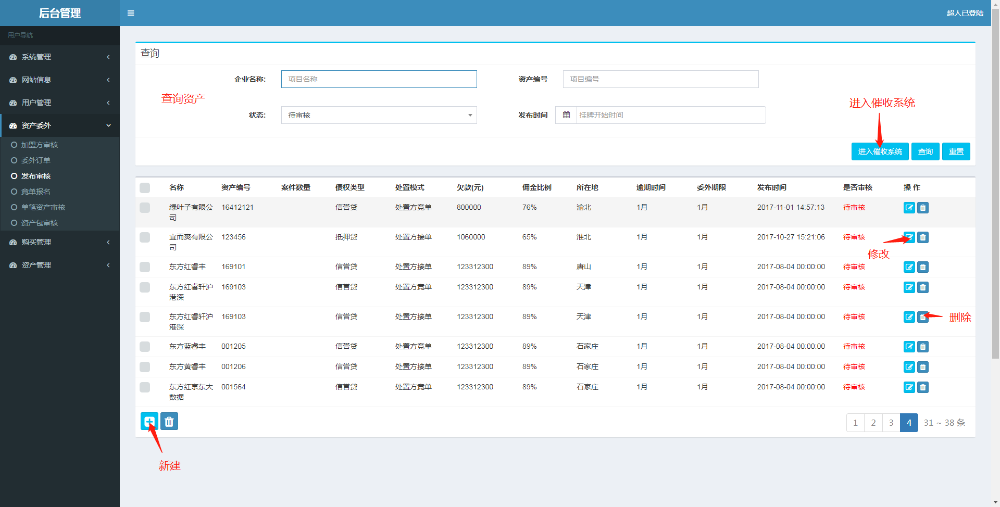 后台管理
超人已登陆
用户导航
系统管理
网站信息
用户管理
资产委外
加盟方审核
委外订单
发布审核
竞单报名
单笔资产审核
资产包审核
购买管理
资产管理
查询
企业名称: 项目名称 资产编号 项目编号
查询资产
进入催收系统
状态: 待审核 发布时间 挂牌开始时间
进入催收系统 查询 重置
名称 资产编号 案件数量 债权类型 处置模式 欠款(元) 佣金比例 所在地 逾期时间 委外期限 发布时间 是否审核 操 作
绿叶子有限公司 16412121 信誉贷 处置方竞单 800000 76% 渝北 1月 1月 2017-11-01 14:57:13 待审核
宜而爽有限公司 123456 抵押贷 处置方接单 1060000 65% 淮北 1月 1月 2017-10-27 15:21:06 待审核
修改
东方红睿丰 169101 信誉贷 处置方接单 123312300 89% 唐山 1月 1月 2017-08-04 00:00:00 待审核
东方红睿轩沪港深 169103 信誉贷 处置方竞单 123312300 89% 天津 1月 1月 2017-08-04 00:00:00 待审核
东方红睿轩沪港深 169103 信誉贷 处置方接单 123312300 89% 天津 1月 1月 2017-08-04 00:00:00 待审核
删除
东方蓝睿丰 001205 信誉贷 处置方竞单 123312300 89% 石家庄 1月 1月 2017-08-04 00:00:00 待审核
东方黄睿丰 001206 信誉贷 处置方接单 123312300 89% 石家庄 1月 1月 2017-08-04 00:00:00 待审核
东方红京东大数据 001564 信誉贷 处置方竞单 123312300 89% 石家庄 1月 1月 2017-08-04 00:00:00 待审核
1 2 3 4 31 ~ 38 条
新建